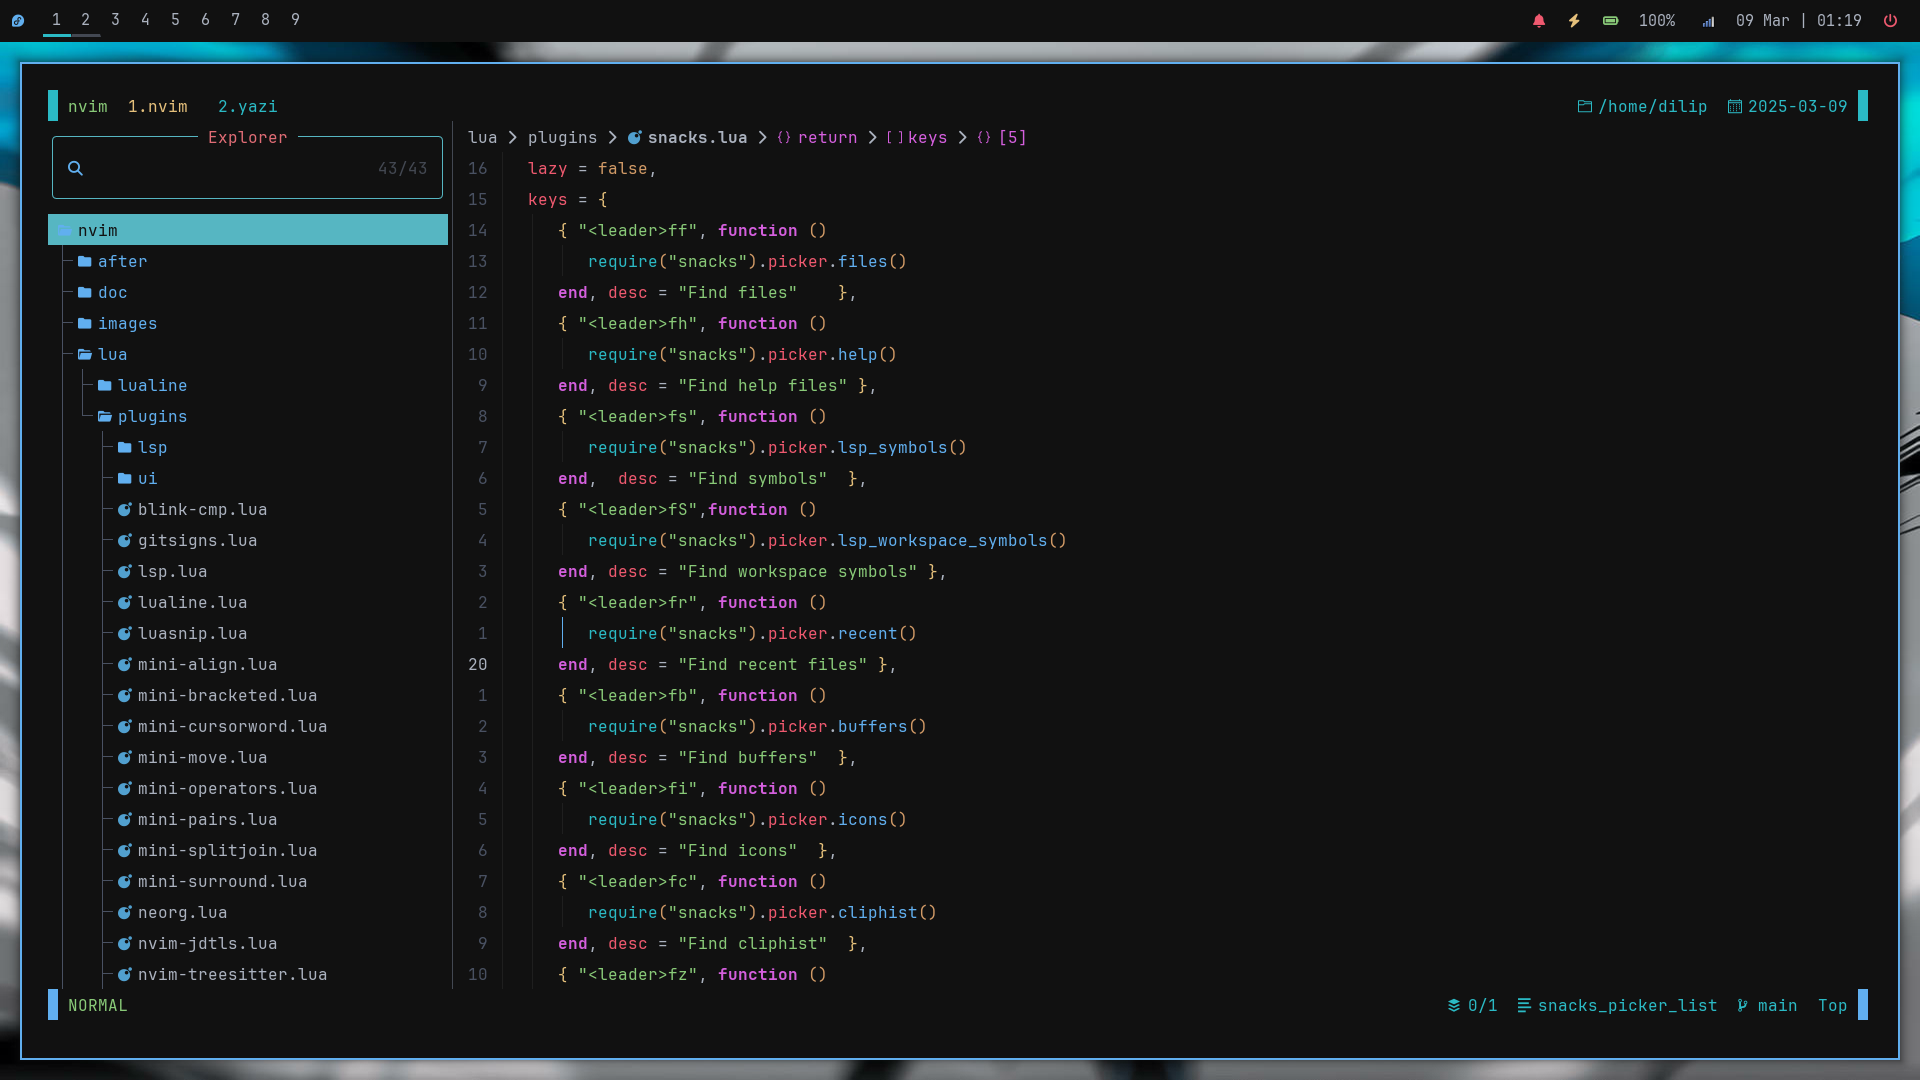 1 2 3 4 5 6 7 8 9 100% 09 Mar | 01:19
nvim 1.nvim 2.yazi /home/dilip 2025-03-09
Explorer
43/43
nvim
after
doc
images
lua
lualine
plugins
lsp
ui
blink-cmp.lua
gitsigns.lua
lsp.lua
lualine.lua
luasnip.lua
mini-align.lua
mini-bracketed.lua
mini-cursorword.lua
mini-move.lua
mini-operators.lua
mini-pairs.lua
mini-splitjoin.lua
mini-surround.lua
neorg.lua
nvim-jdtls.lua
nvim-treesitter.lua
lua > plugins > snacks.lua > {} return > [] keys > {} [5]
16 lazy = false,
15 keys = {
14 { "<leader>ff", function ()
13 require("snacks").picker.files()
12 end, desc = "Find files" },
11 { "<leader>fh", function ()
10 require("snacks").picker.help()
9 end, desc = "Find help files" },
8 { "<leader>fs", function ()
7 require("snacks").picker.lsp_symbols()
6 end, desc = "Find symbols" },
5 { "<leader>fS",function ()
4 require("snacks").picker.lsp_workspace_symbols()
3 end, desc = "Find workspace symbols" },
2 { "<leader>fr", function ()
1 require("snacks").picker.recent()
20 end, desc = "Find recent files" },
1 { "<leader>fb", function ()
2 require("snacks").picker.buffers()
3 end, desc = "Find buffers" },
4 { "<leader>fi", function ()
5 require("snacks").picker.icons()
6 end, desc = "Find icons" },
7 { "<leader>fc", function ()
8 require("snacks").picker.cliphist()
9 end, desc = "Find cliphist" },
10 { "<leader>fz", function ()
NORMAL 0/1 snacks_picker_list main Top